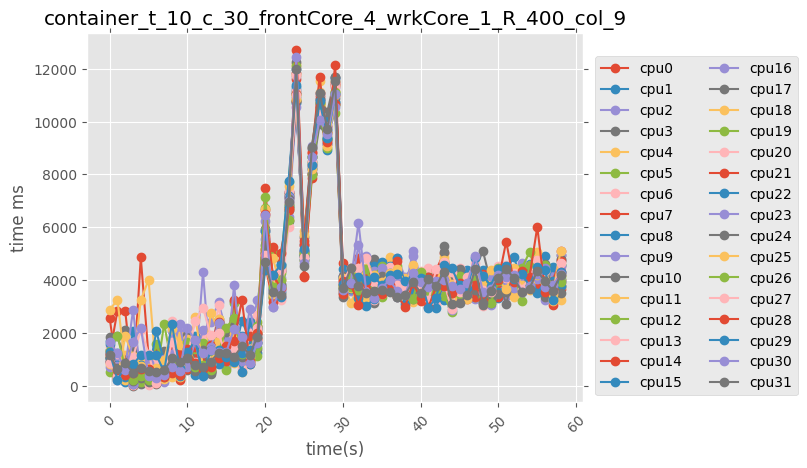 container_t_10_c_30_frontCore_4_wrkCore_1_R_400_col_9
time ms
12000
10000
8000
6000
4000
2000
0
0
10
20
30
40
50
60
time(s)
cpu0
cpu1
cpu2
cpu3
cpu4
cpu5
cpu6
cpu7
cpu8
cpu9
cpu10
cpu11
cpu12
cpu13
cpu14
cpu15
cpu16
cpu17
cpu18
cpu19
cpu20
cpu21
cpu22
cpu23
cpu24
cpu25
cpu26
cpu27
cpu28
cpu29
cpu30
cpu31